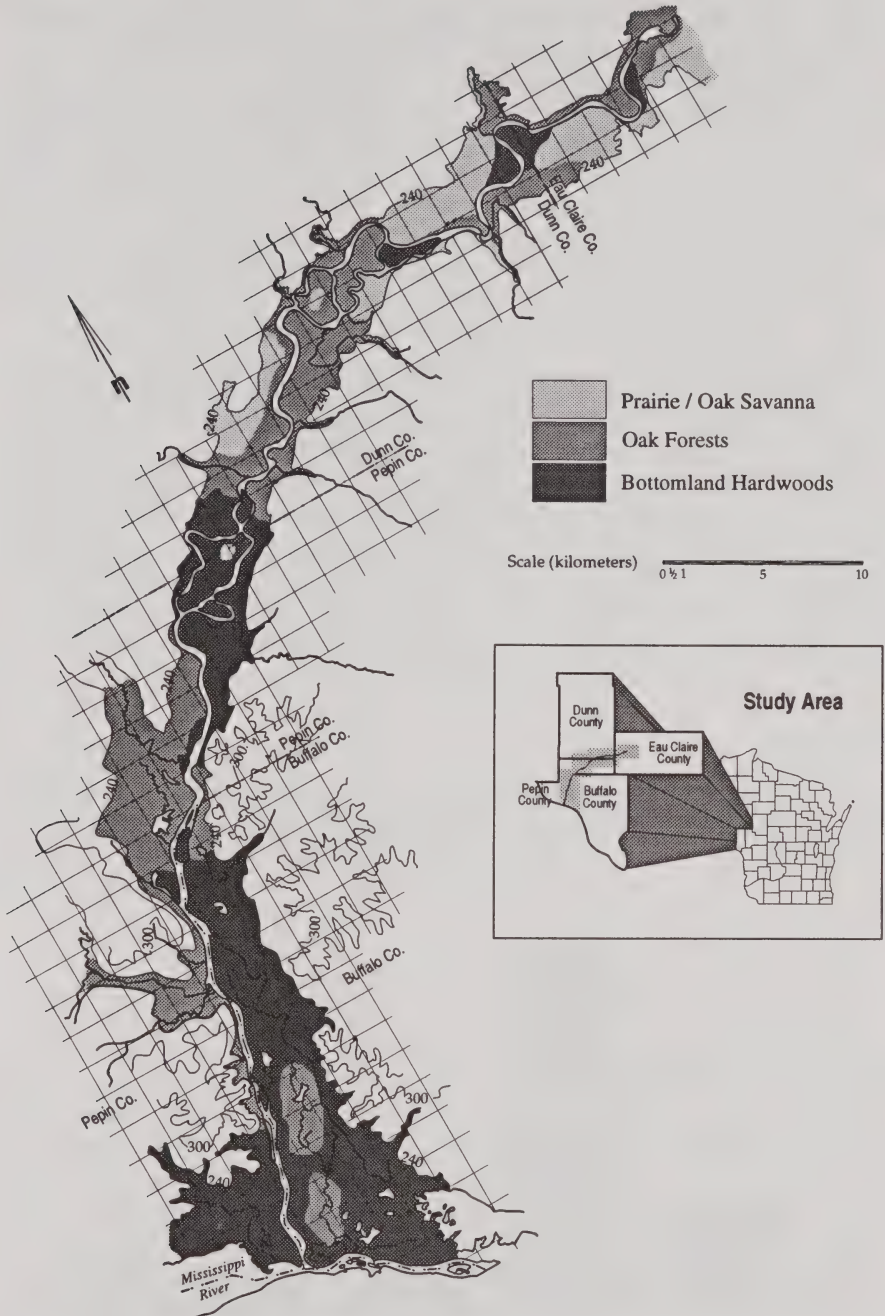 240
240
Eau Claire Co.
Dunn Co.
240
240
Dunn Co.
Pepin Co.
Prairie / Oak Savanna
Oak Forests
Bottomland Hardwoods
Scale (kilometers) 0 ½ 1 5 10
240
Pepin Co.
Buffalo Co.
300
240
240
300
300
Buffalo Co.
Pepin Co.
300
300
240
240
Mississippi
River
Study Area
Dunn
County
Eau Claire
County
Pepin
County
Buffalo
County